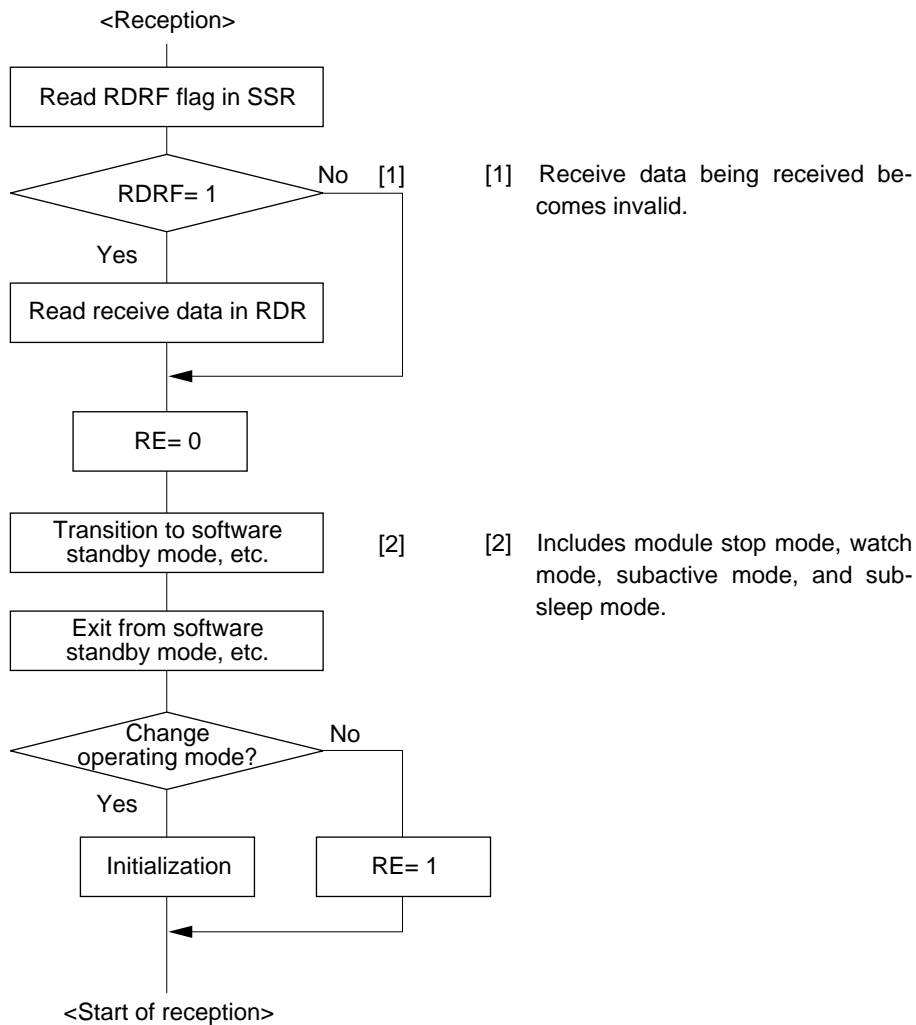 <Reception>
Read RDRF flag in SSR
RDRF= 1
No [1]
[1] Receive data being received be-
comes invalid.
Yes
Read receive data in RDR
RE= 0
Transition to software
standby mode, etc.
[2]
[2] Includes module stop mode, watch
mode, subactive mode, and sub-
sleep mode.
Exit from software
standby mode, etc.
Change
operating mode?
No
Yes
Initialization
RE= 1
<Start of reception>